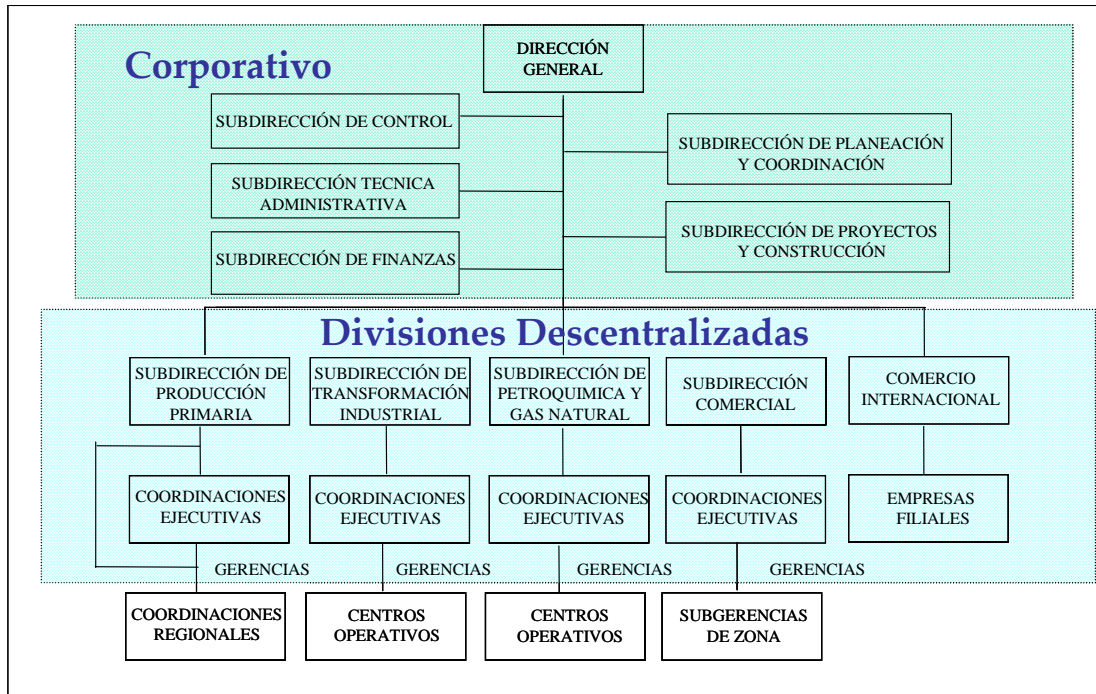 DIRECCIÓN
GENERAL
Corporativo
SUBDIRECCIÓN DE CONTROL
SUBDIRECCIÓN DE PLANEACIÓN
Y COORDINACIÓN
SUBDIRECCIÓN TECNICA
ADMINISTRATIVA
SUBDIRECCIÓN DE PROYECTOS
Y CONSTRUCCIÓN
SUBDIRECCIÓN DE FINANZAS
Divisiones Descentralizadas
SUBDIRECCIÓN DE
PRODUCCIÓN
PRIMARIA
SUBDIRECCIÓN DE
TRANSFORMACIÓN
INDUSTRIAL
SUBDIRECCIÓN DE
PETROQUIMICA Y
GAS NATURAL
SUBDIRECCIÓN
COMERCIAL
COMERCIO
INTERNACIONAL
COORDINACIONES
EJECUTIVAS
COORDINACIONES
EJECUTIVAS
COORDINACIONES
EJECUTIVAS
COORDINACIONES
EJECUTIVAS
EMPRESAS
FILIALES
GERENCIAS
GERENCIAS
GERENCIAS
GERENCIAS
COORDINACIONES
REGIONALES
CENTROS
OPERATIVOS
CENTROS
OPERATIVOS
SUBGERENCIAS
DE ZONA